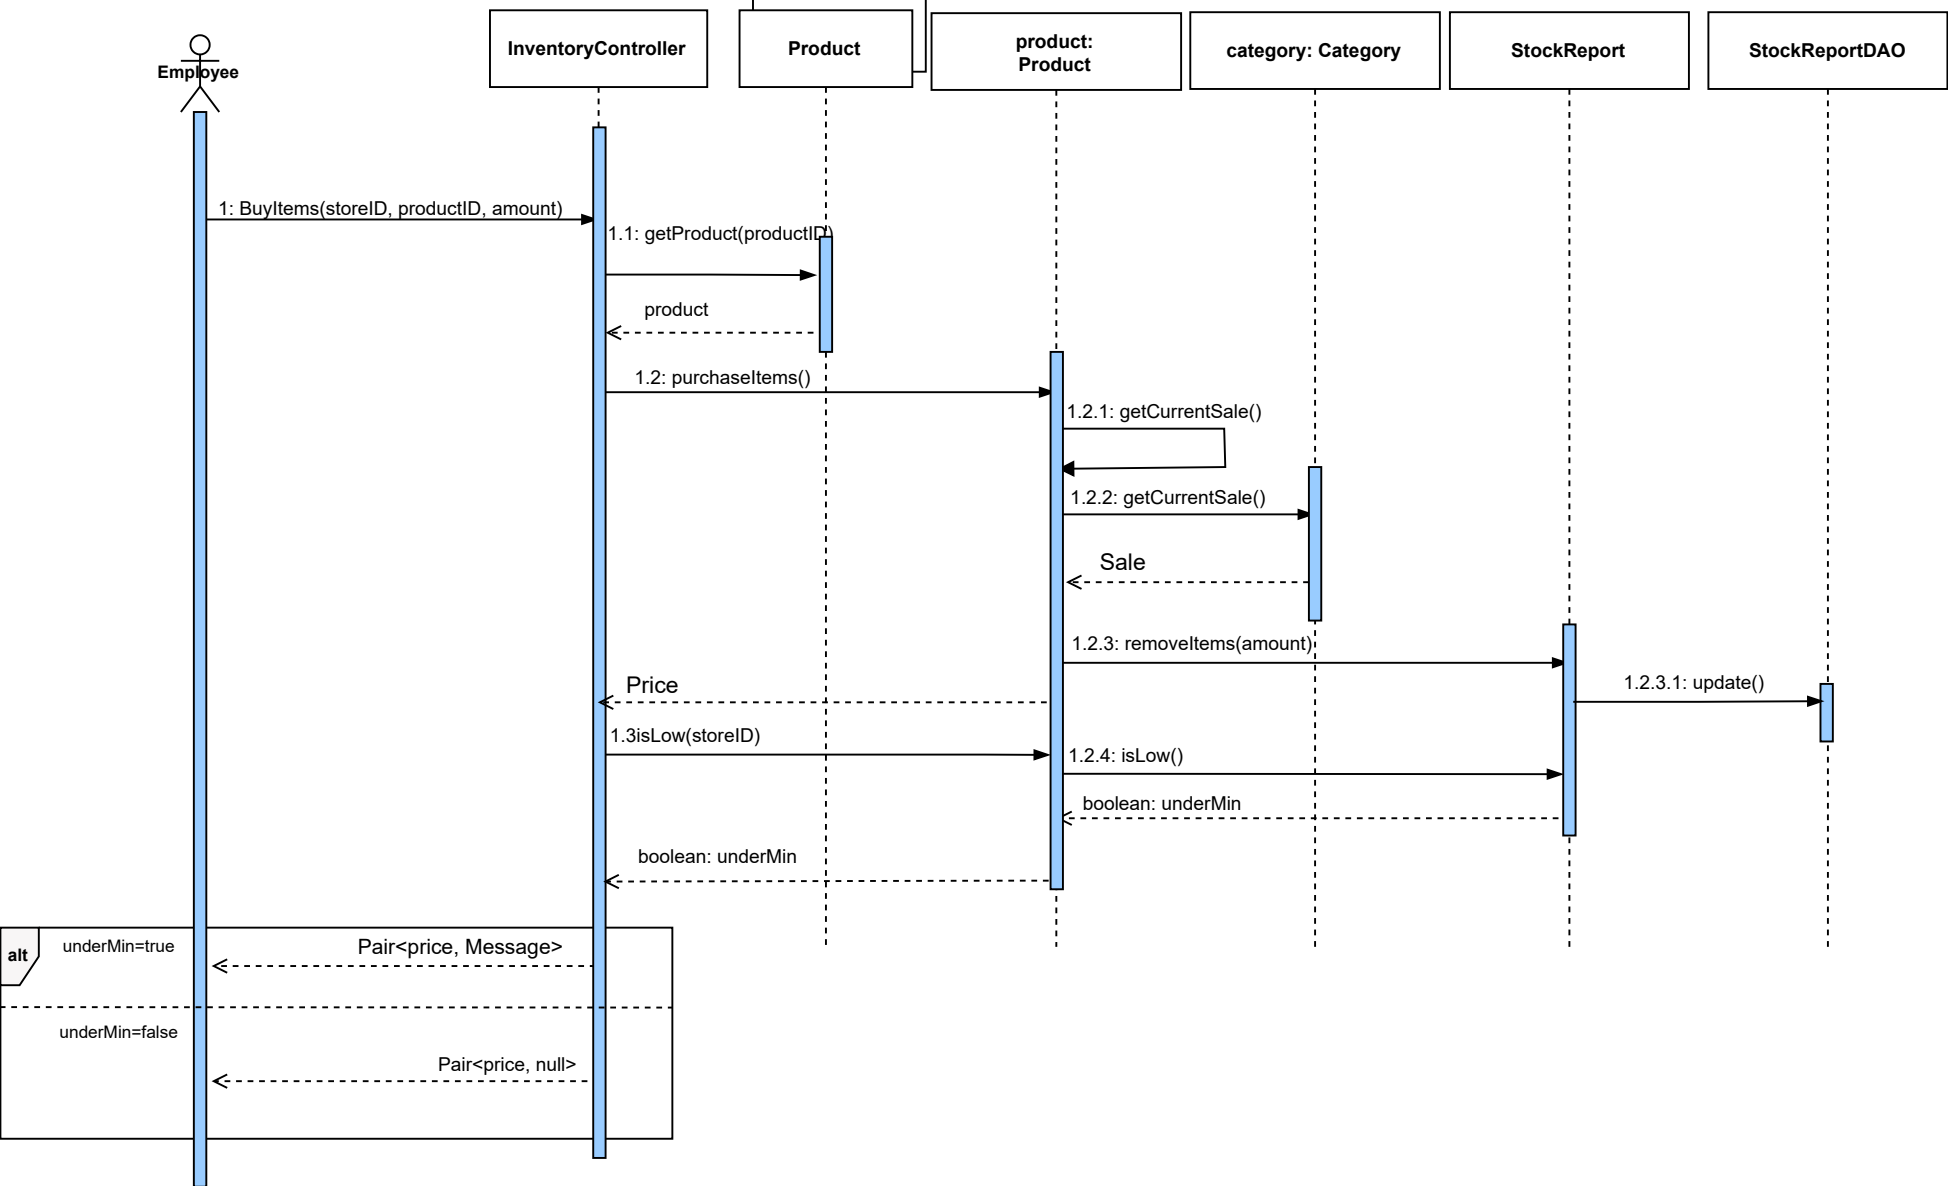 Employee
InventoryController
Product
product:
Product
category: Category
StockReport
StockReportDAO
1: BuyItems(storeID, productID, amount)
1.1: getProduct(productID)
product
1.2: purchaseItems()
1.2.1: getCurrentSale()
1.2.2: getCurrentSale()
Sale
1.2.3: removeItems(amount)
Price
1.2.3.1: update()
1.3isLow(storeID)
1.2.4: isLow()
boolean: underMin
boolean: underMin
alt
underMin=true
Pair<price, Message>
underMin=false
Pair<price, null>